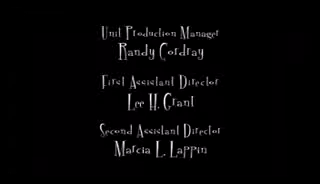 Unit Production Manager
Randy Cordray
First Assistant Director
Lee H. Grant
Second Assistant Director
Marcia L. Lappin